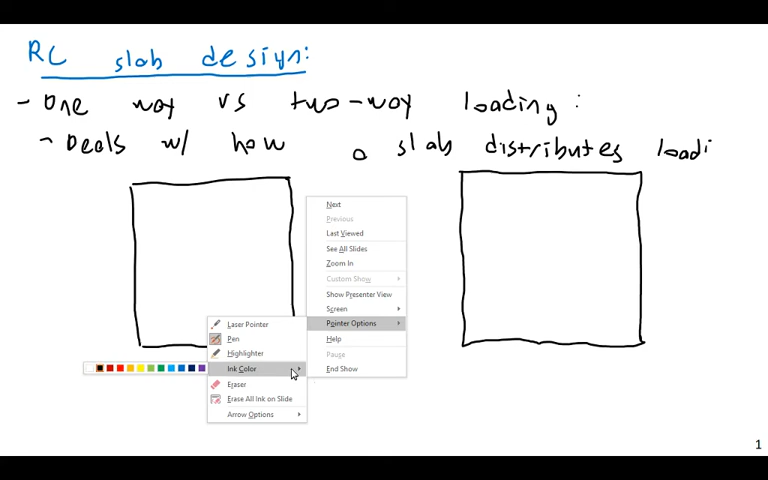 RC slab design:
- One way vs two-way loading:
- Deals w/ how a slab distributes loadi
Next
Previous
Last Viewed
See All Slides
Zoom In
Custom Show
Show Presenter View
Screen
Pointer Options
Help
Pause
End Show
Laser Pointer
Pen
Highlighter
Ink Color
Eraser
Erase All Ink on Slide
Arrow Options
1